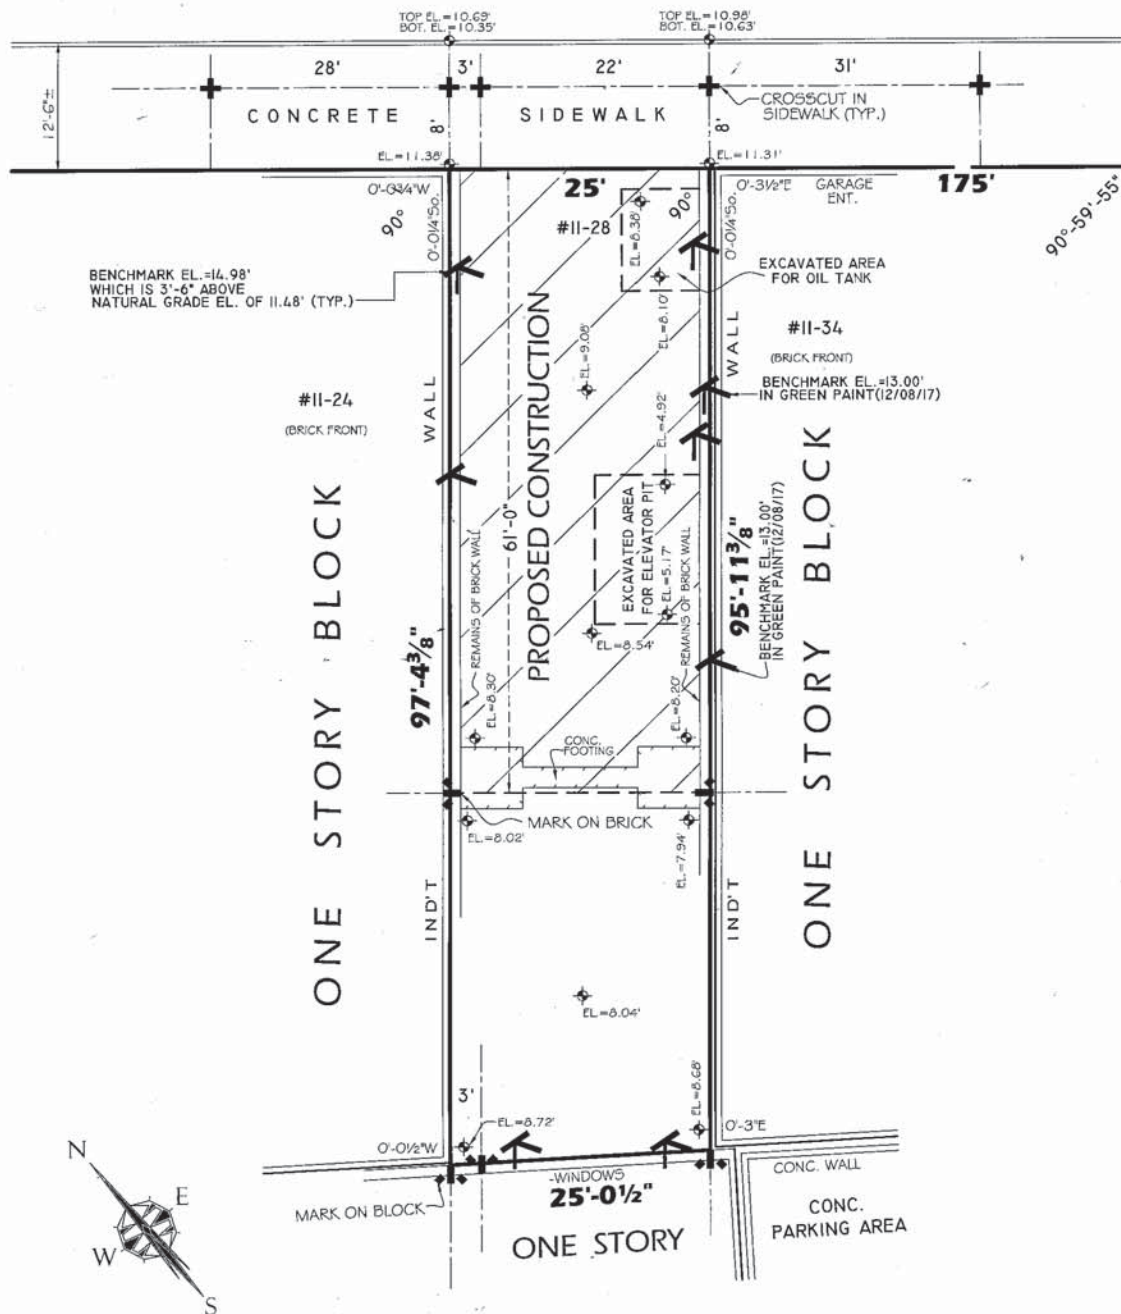 TOP EL.=10.69'
BOT. EL.=10.35'
TOP EL.=10.98'
BOT. EL.=10.63'
28'
3'
22'
31'
12'-6"±
CONCRETE
SIDEWALK
CROSSCUT IN
SIDEWALK (TYP.)
8'
8'
EL.=11.38'
EL.=11.31'
0'-0¾"W
25'
0'-3½"E
GARAGE
ENT.
175'
90°-59'-55"
90°
0'-0¼"So.
#11-28
EL.=8.38'
90°
0'-0¼"So.
BENCHMARK EL.=14.98'
WHICH IS 3'-6" ABOVE
NATURAL GRADE EL. OF 11.48' (TYP.)
EXCAVATED AREA
FOR OIL TANK
EL.=8.10'
EL.=9.08'
PROPOSED CONSTRUCTION
#11-34
(BRICK FRONT)
WALL
WALL
BENCHMARK EL.=13.00'
IN GREEN PAINT(12/08/17)
#11-24
(BRICK FRONT)
EL.=4.92'
61'-0"
EXCAVATED AREA
FOR ELEVATOR PIT
EL.=5.17'
REMAINS OF BRICK WALL
REMAINS OF BRICK WALL
ONE STORY BLOCK
97'-4⅜"
95'-11⅜"
BENCHMARK EL.=13.00'
IN GREEN PAINT(12/08/17)
ONE STORY BLOCK
EL.=8.54'
EL.=8.30'
EL.=8.20'
CONC.
FOOTING
MARK ON BRICK
EL.=8.02'
EL.=7.94'
IND'T
IND'T
EL.=8.04'
3'
EL.=8.72'
EL.=8.68'
0'-0½"W
0'-3"E
WINDOWS
25'-0½"
CONC. WALL
MARK ON BLOCK
ONE STORY
CONC.
PARKING AREA
N
E
W
S